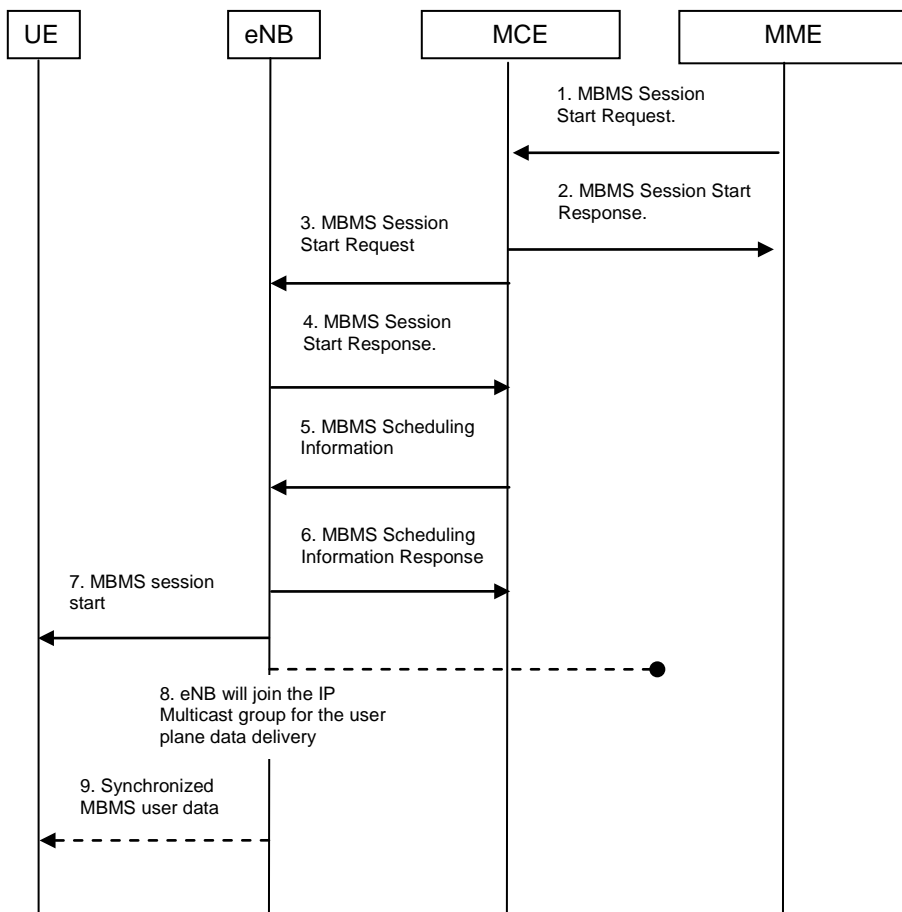 UE
eNB
MCE
MME
1. MBMS Session
Start Request.
2. MBMS Session Start
Response.
3. MBMS Session
Start Request
4. MBMS Session
Start Response.
5. MBMS Scheduling
Information
6. MBMS Scheduling
Information Response
7. MBMS session
start
8. eNB will join the IP
Multicast group for the user
plane data delivery
9. Synchronized
MBMS user data